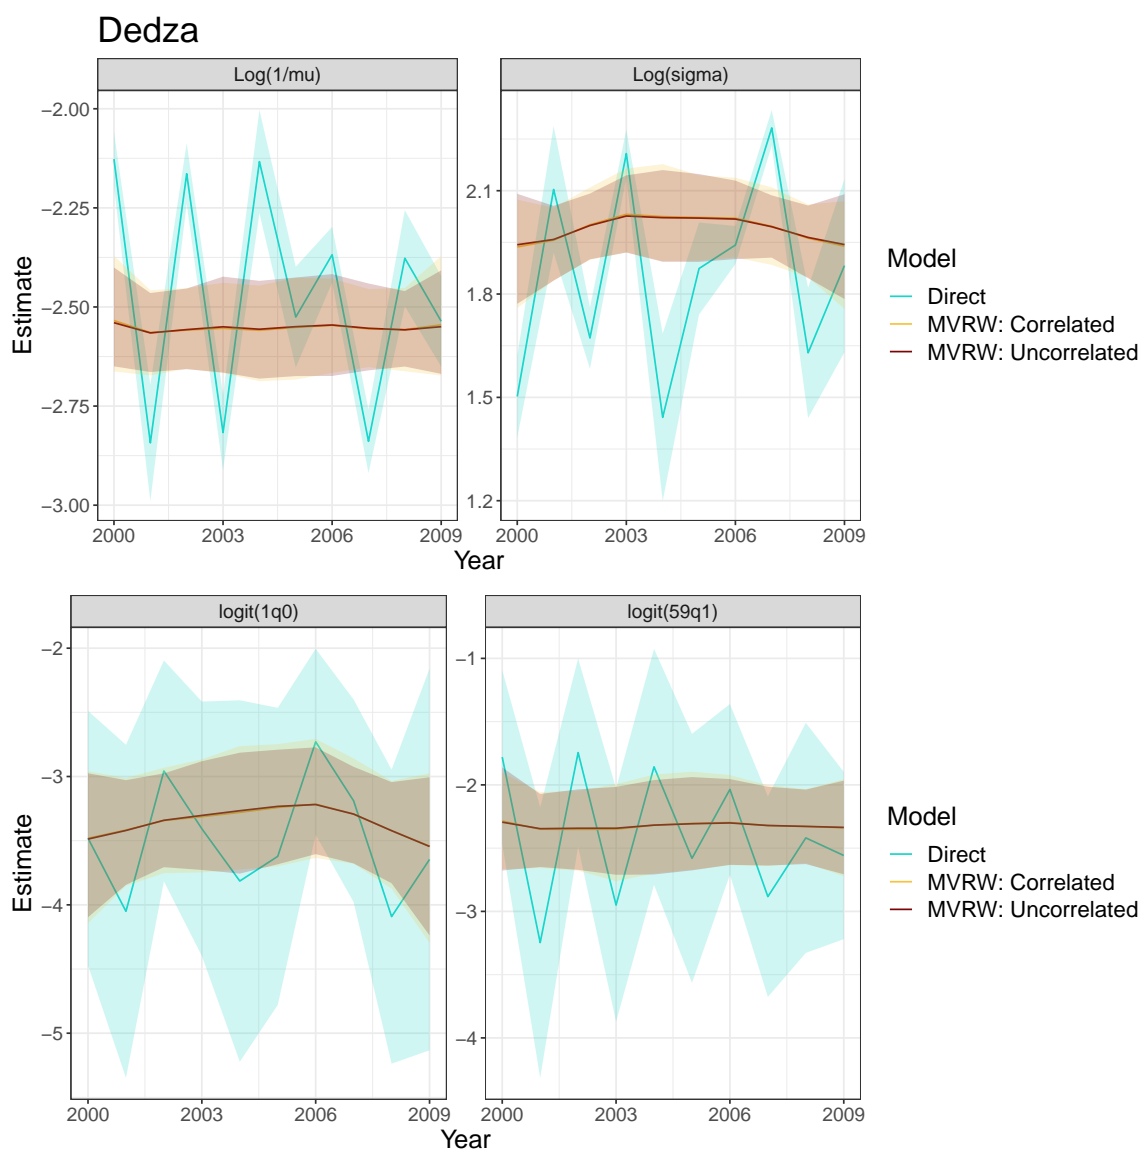 Dedza
Log(1/mu) Log(sigma)
Estimate
−2.00
−2.25
−2.50
−2.75
−3.00
2.1
1.8
1.5
1.2
2000 2003 2006 2009 2000 2003 2006 2009
Year
Model
Direct
MVRW: Correlated
MVRW: Uncorrelated
logit(1q0) logit(59q1)
Estimate
−2
−3
−4
−5
−1
−2
−3
−4
2000 2003 2006 2009 2000 2003 2006 2009
Year
Model
Direct
MVRW: Correlated
MVRW: Uncorrelated